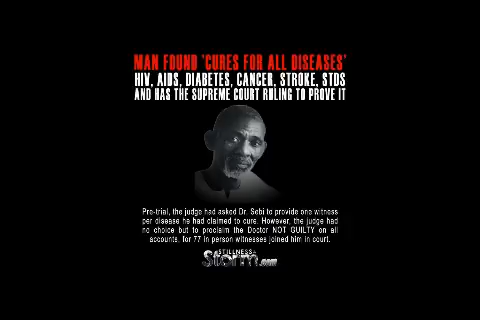 MAN FOUND 'CURES FOR ALL DISEASES'
HIV, AIDS, DIABETES, CANCER, STROKE, STDS
AND HAS THE SUPREME COURT RULING TO PROVE IT
Pre-trial, the judge had asked Dr. Sebi to provide one witness
per disease he had claimed to cure. However, the judge had
no choice but to proclaim the Doctor NOT GUILTY on all
accounts, for 77 in person witnesses joined him in court.
STILLNESS
Storm.com